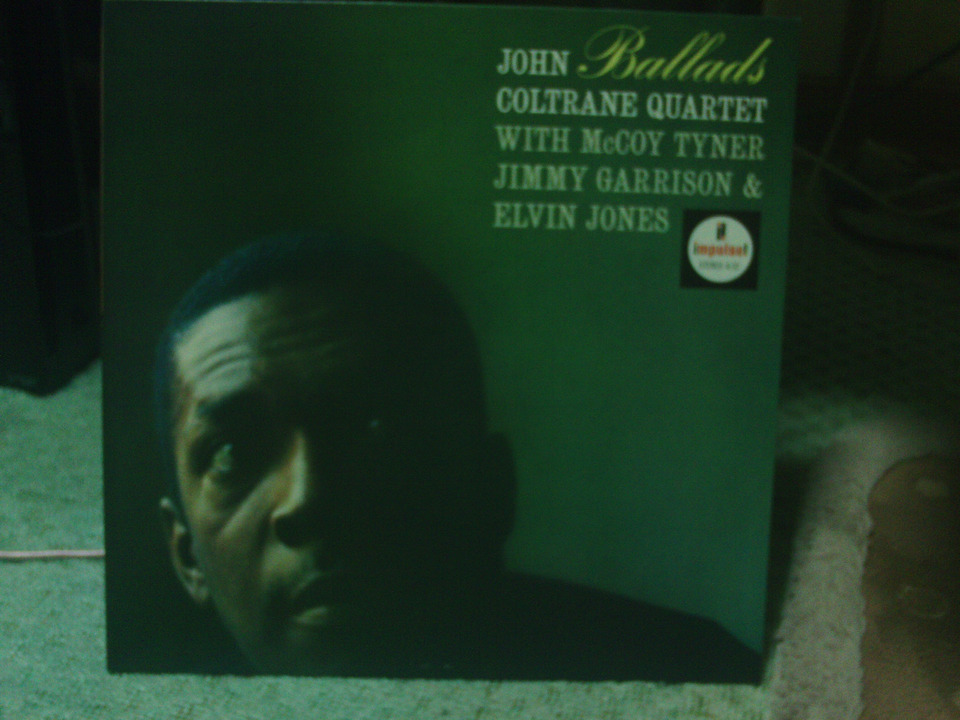 JOHN Ballads
COLTRANE QUARTET
WITH McCOY TYNER
JIMMY GARRISON &
ELVIN JONES
impulse!